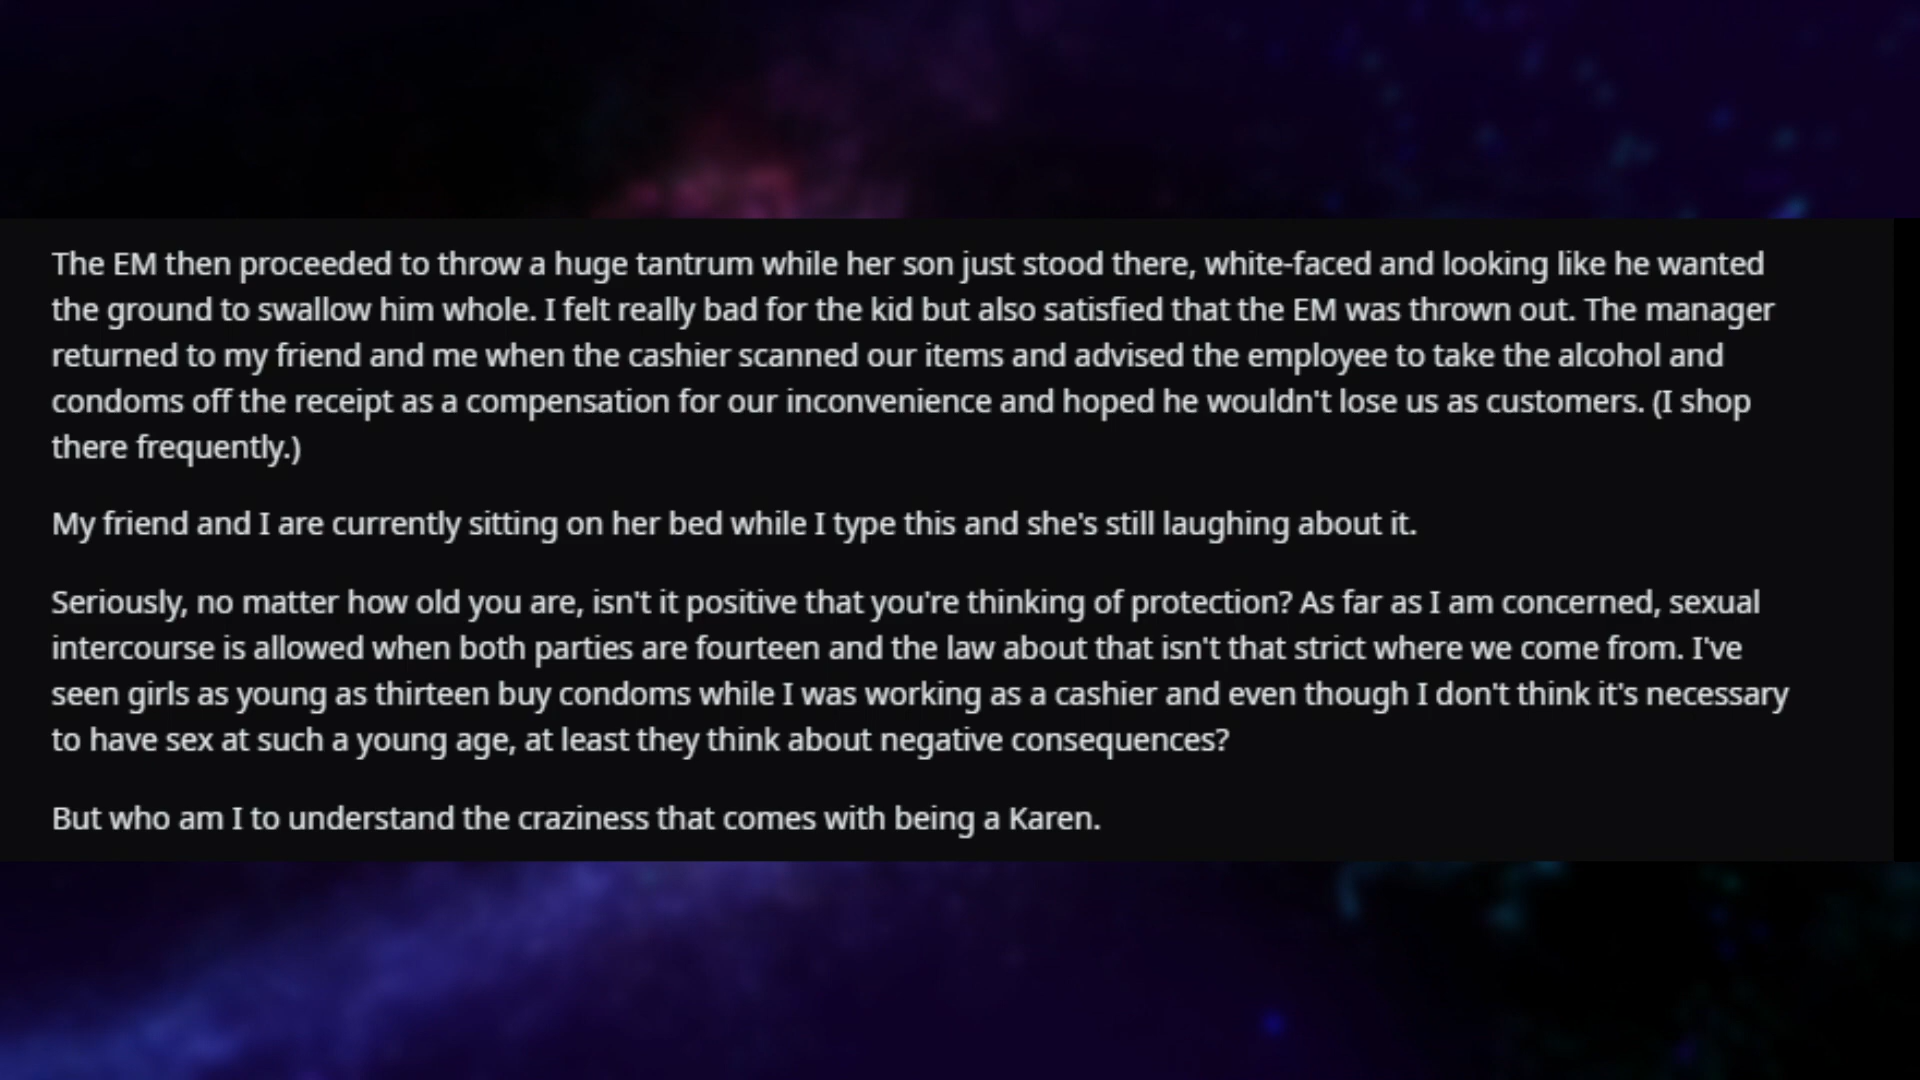 The EM then proceeded to throw a huge tantrum while her son just stood there, white-faced and looking like he wanted
the ground to swallow him whole. I felt really bad for the kid but also satisfied that the EM was thrown out. The manager
returned to my friend and me when the cashier scanned our items and advised the employee to take the alcohol and
condoms off the receipt as a compensation for our inconvenience and hoped he wouldn't lose us as customers. (I shop
there frequently.)
My friend and I are currently sitting on her bed while I type this and she's still laughing about it.
Seriously, no matter how old you are, isn't it positive that you're thinking of protection? As far as I am concerned, sexual
intercourse is allowed when both parties are fourteen and the law about that isn't that strict where we come from. I've
seen girls as young as thirteen buy condoms while I was working as a cashier and even though I don't think it's necessary
to have sex at such a young age, at least they think about negative consequences?
But who am I to understand the craziness that comes with being a Karen.